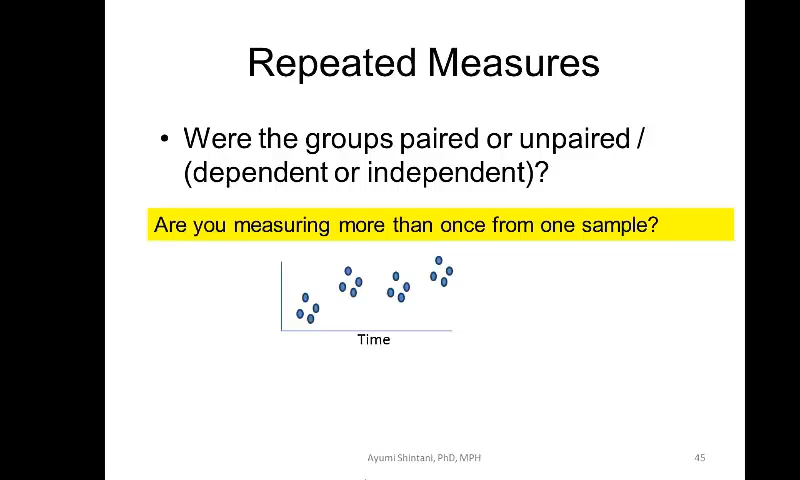 Repeated Measures
• Were the groups paired or unpaired /
(dependent or independent)?
Are you measuring more than once from one sample?
Time
Ayumi Shintani, PhD, MPH
45